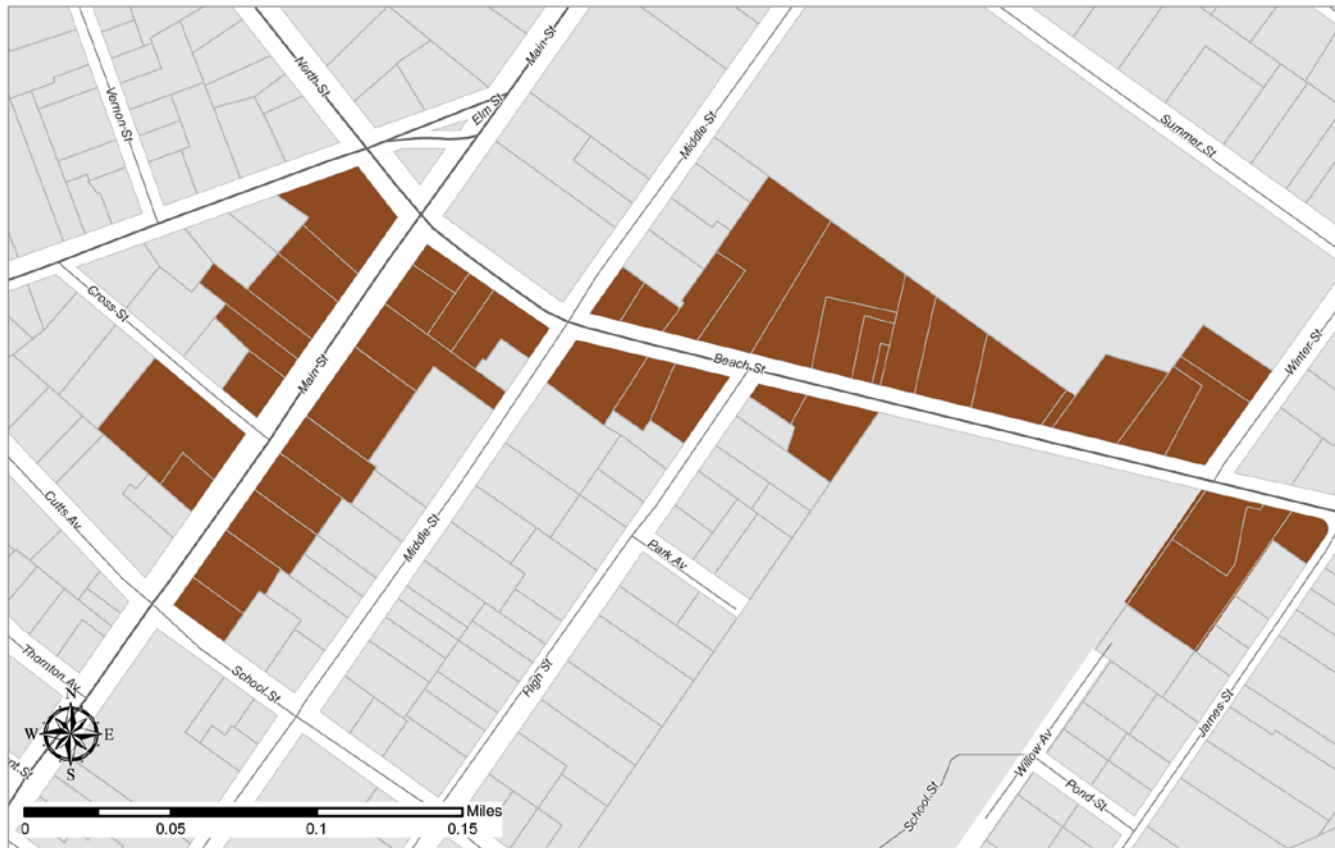 Main St
North St
Elm St
Vernon St
Middle St
Summer St
Cross St
Main St
Beach St
Winter St
Cutts Av
Middle St
Park Av
Thornton Av
School St
High St
N
W E
S
James St
Willow Av
nt St
Pond St
School St
Miles
0 0.05 0.1 0.15